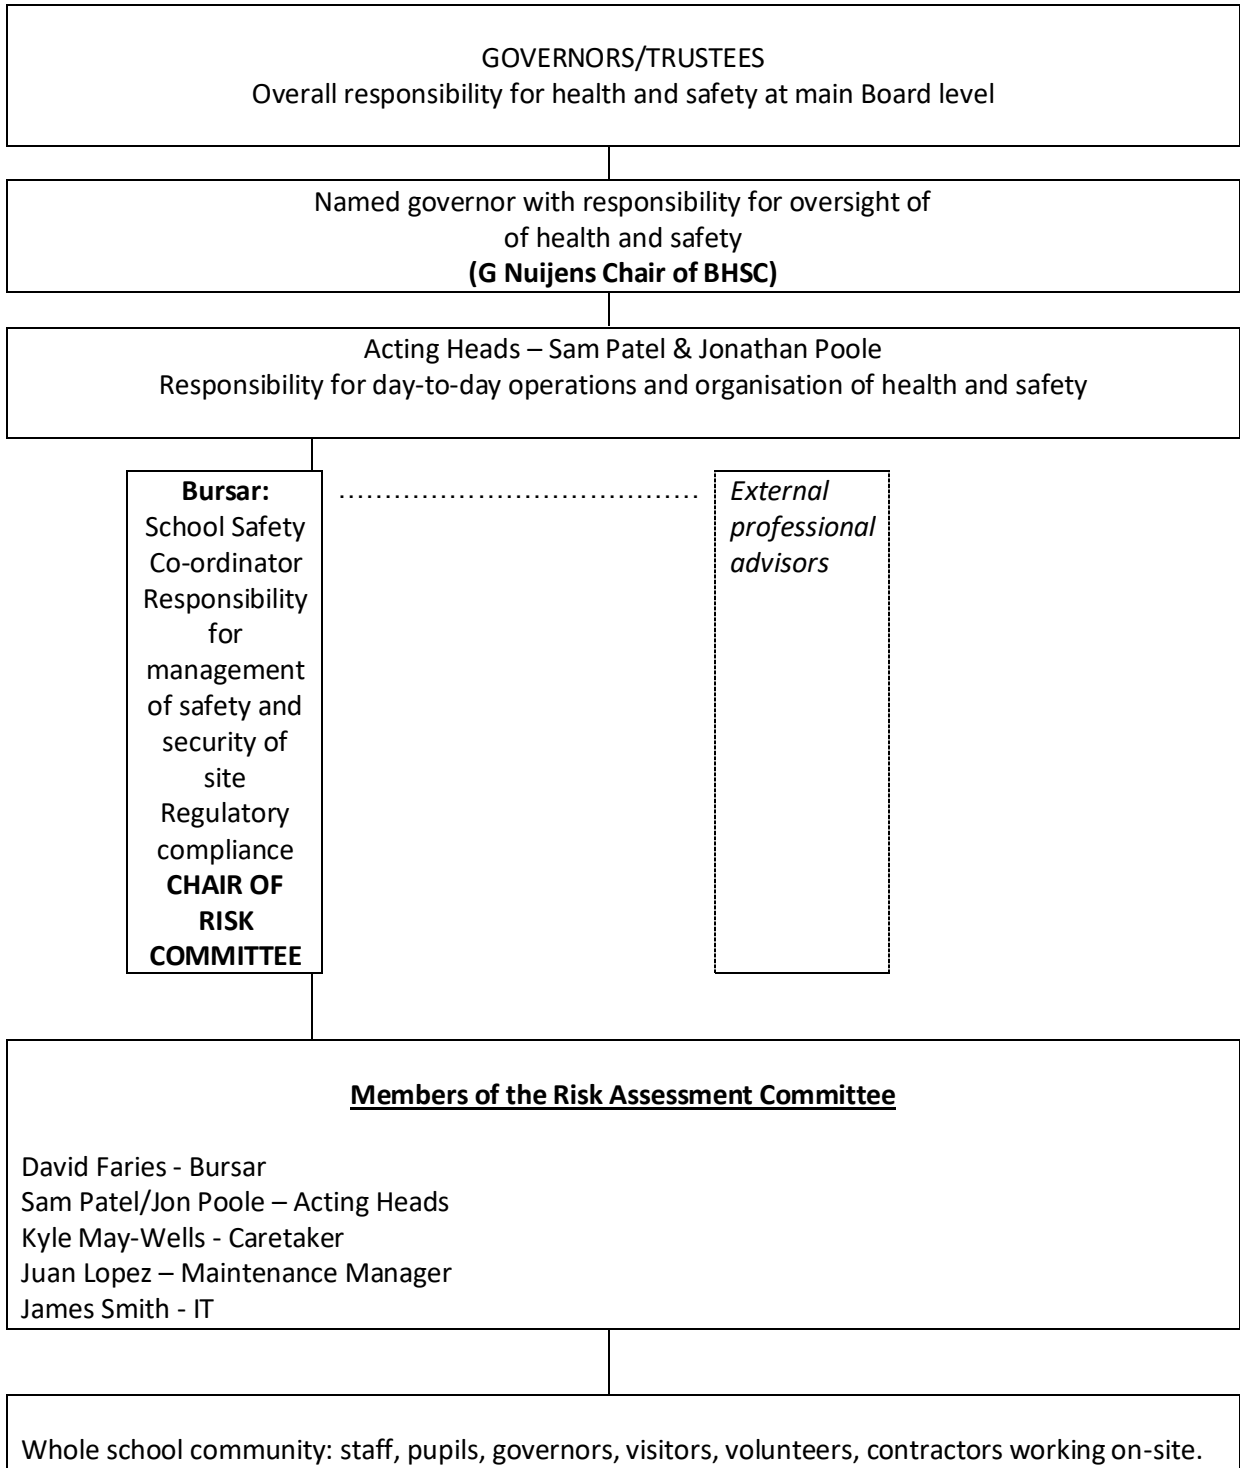 GOVERNORS/TRUSTEES
Overall responsibility for health and safety at main Board level
Named governor with responsibility for oversight of
of health and safety
(G Nuijens Chair of BHSC)
Acting Heads – Sam Patel & Jonathan Poole
Responsibility for day-to-day operations and organisation of health and safety
Bursar:
School Safety
Co-ordinator
Responsibility
for
management
of safety and
security of
site
Regulatory
compliance
CHAIR OF
RISK
COMMITTEE
.......................................
External
professional
advisors
Members of the Risk Assessment Committee
David Faries - Bursar
Sam Patel/Jon Poole – Acting Heads
Kyle May-Wells - Caretaker
Juan Lopez – Maintenance Manager
James Smith - IT
Whole school community: staff, pupils, governors, visitors, volunteers, contractors working on-site.